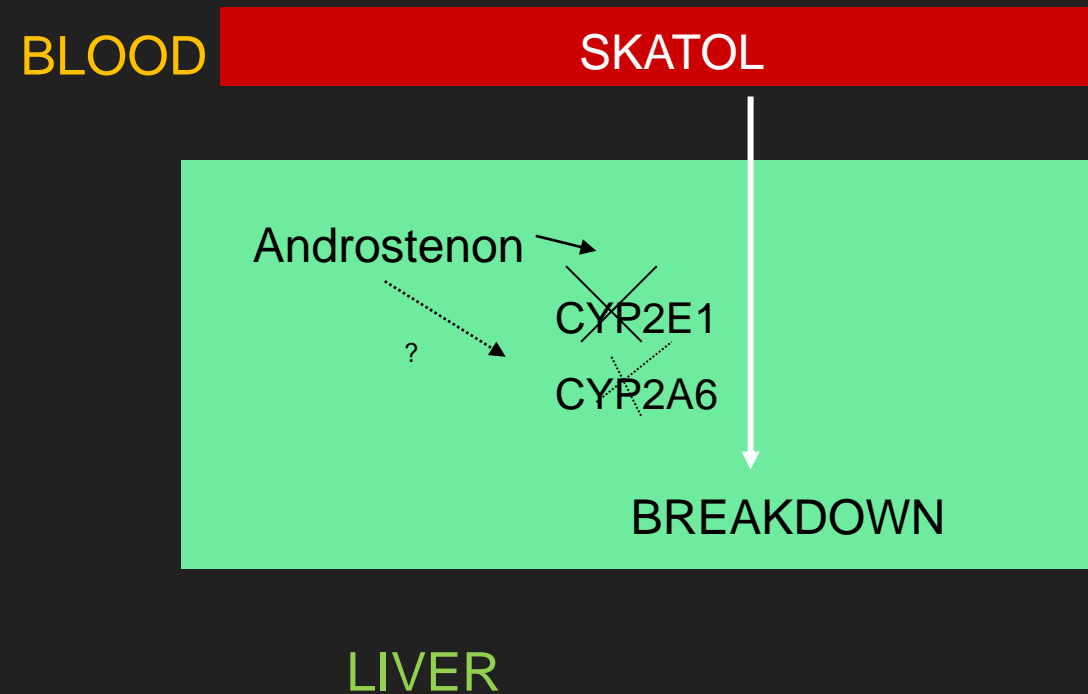 BLOOD
SKATOL
Androstenon
CYP2E1
?
CYP2A6
BREAKDOWN
LIVER